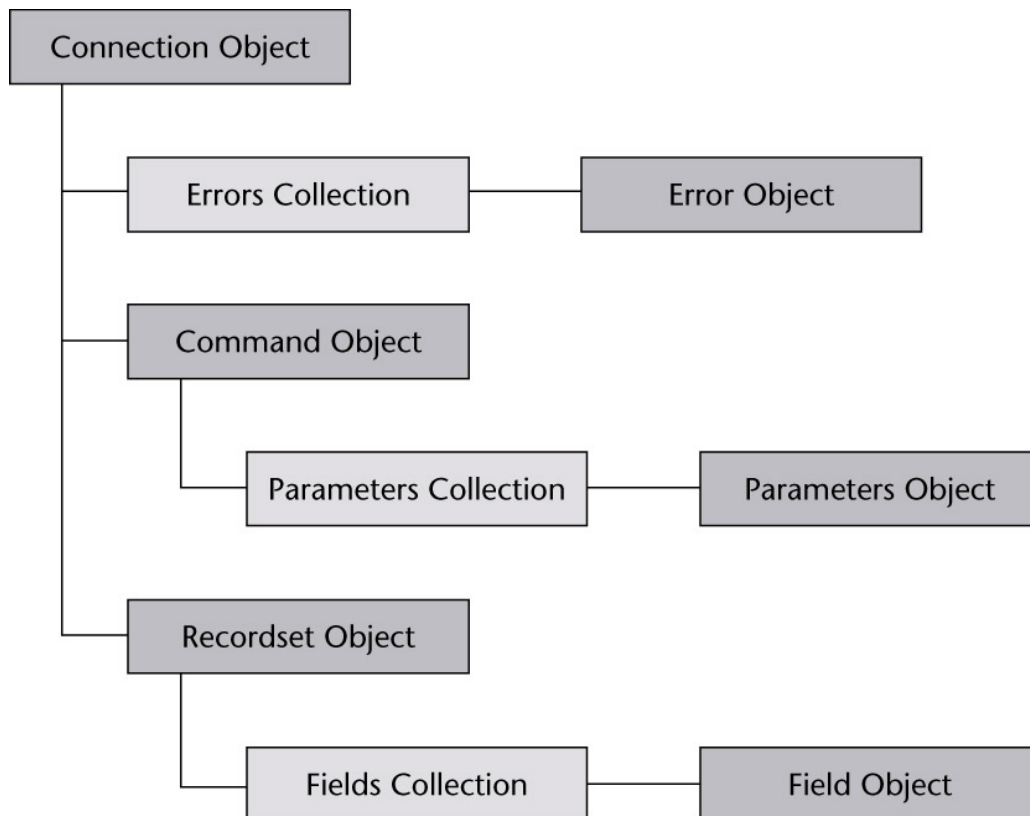 Connection Object
Errors Collection
Error Object
Command Object
Parameters Collection
Parameters Object
Recordset Object
Fields Collection
Field Object